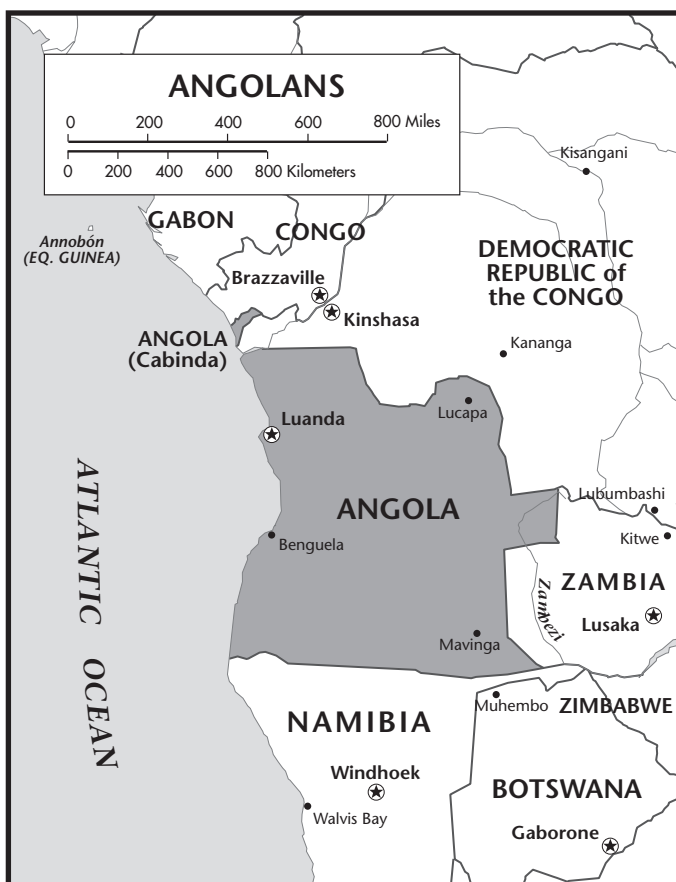 ANGOLANS
0 200 400 600 800 Miles
0 200 400 600 800 Kilometers
Kisangani
GABON
CONGO
Annobón
(EQ. GUINEA)
DEMOCRATIC
REPUBLIC of
the CONGO
Brazzaville
Kinshasa
ANGOLA
(Cabinda)
Kananga
Lucapa
Luanda
ATLANTIC OCEAN
ANGOLA
Lubumbashi
Kitwe
Benguela
ZAMBIA
Zambezi
Lusaka
Mavinga
Muhembo
ZIMBABWE
NAMIBIA
Windhoek
BOTSWANA
Walvis Bay
Gaborone